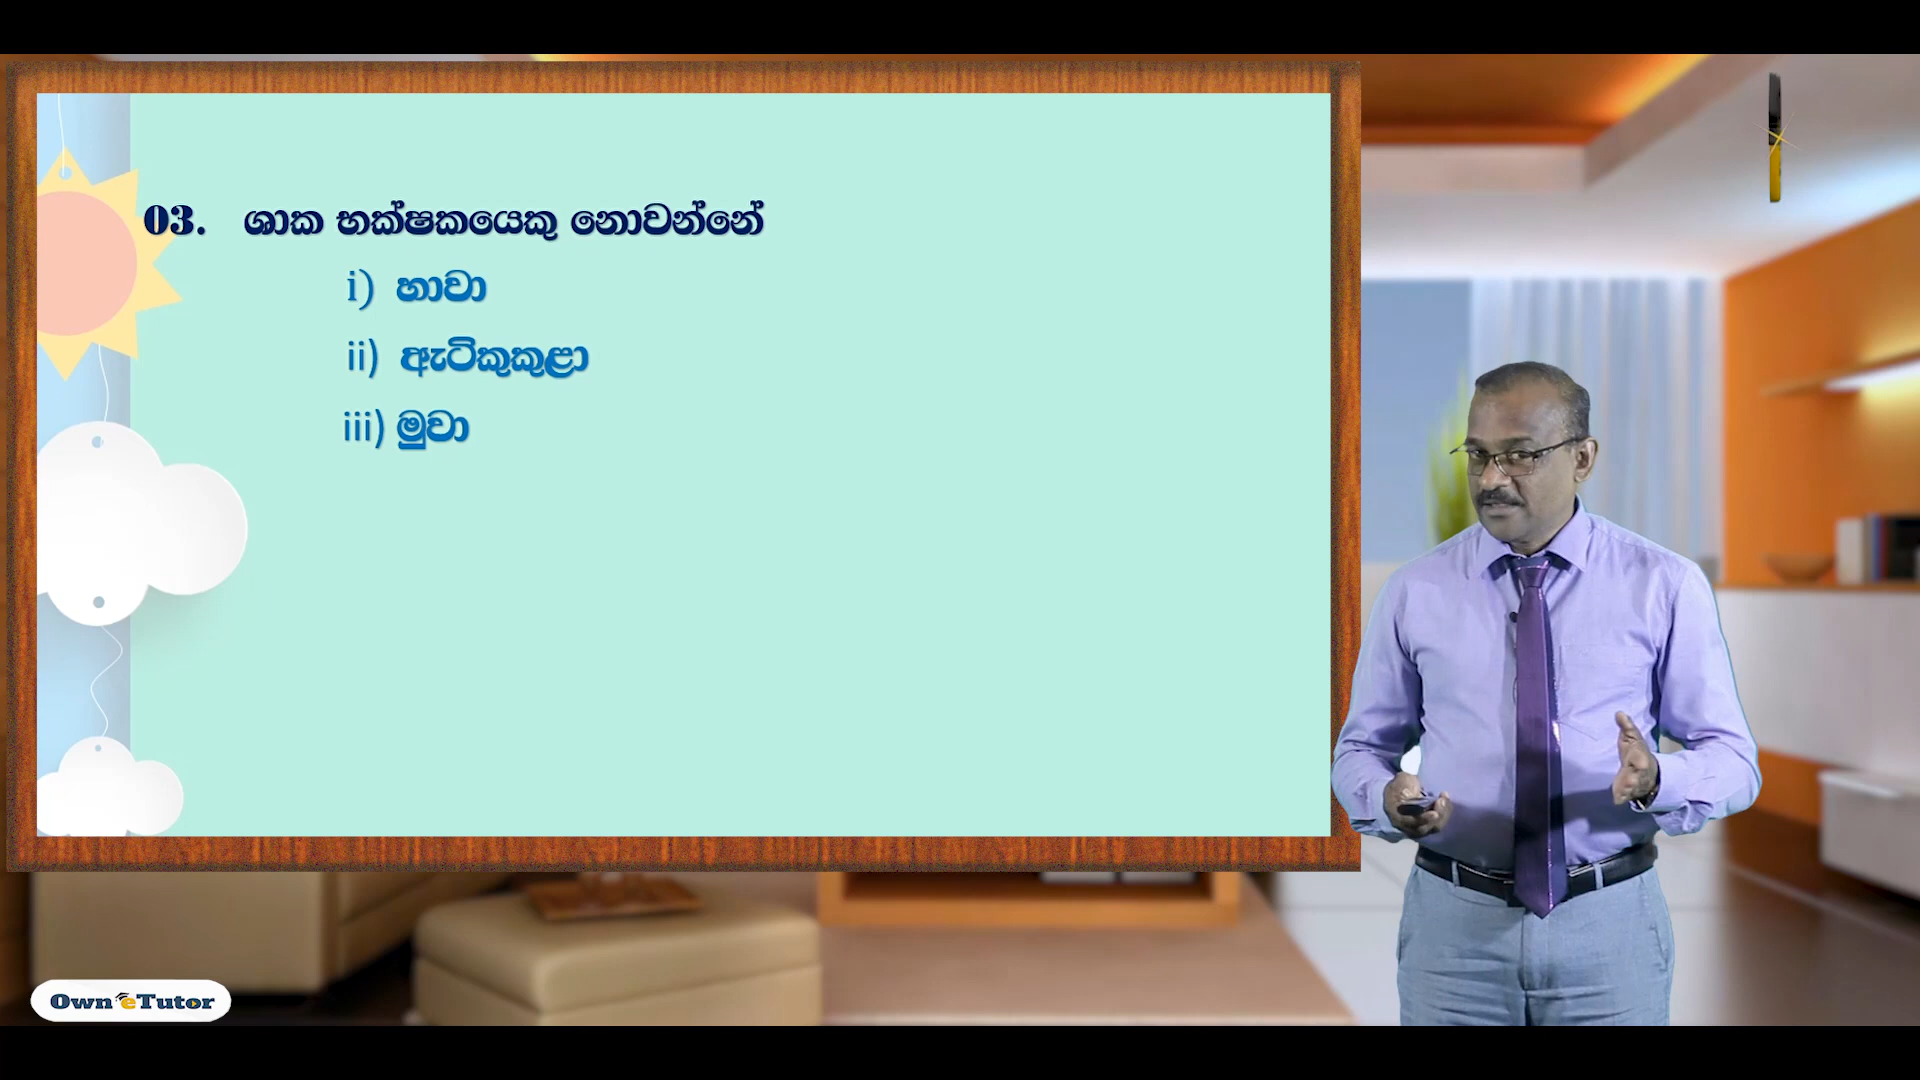 03. ශාක භක්ෂකයෙකු නොවන්නේ
i) හාවා
ii) ඇටිකුකුළා
iii) මුවා
Own eTutor